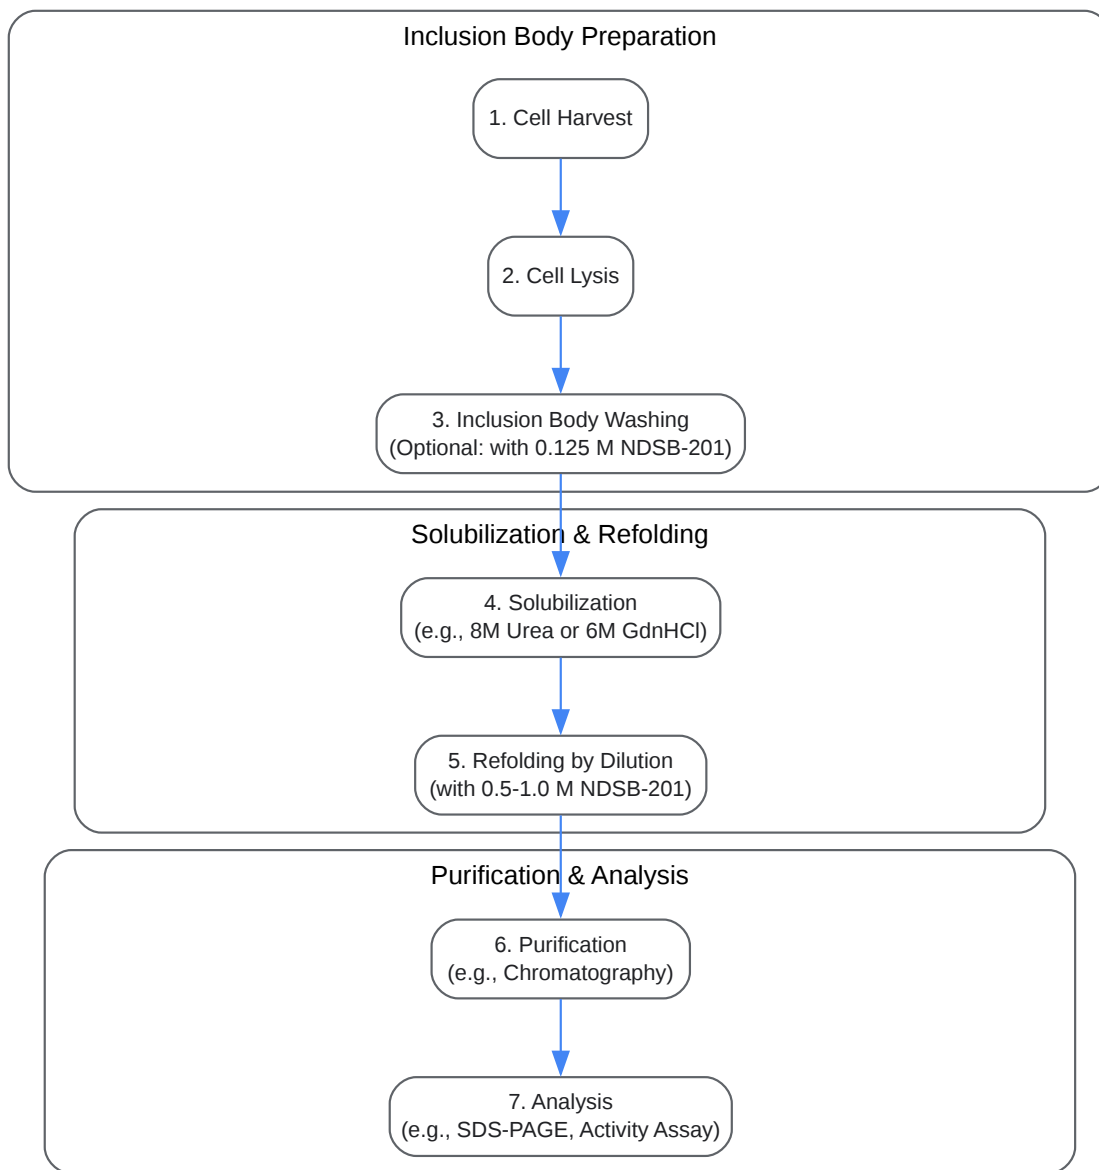 Inclusion Body Preparation
1. Cell Harvest
2. Cell Lysis
3. Inclusion Body Washing
(Optional: with 0.125 M NDSB-201)
Solubilization & Refolding
4. Solubilization
(e.g., 8M Urea or 6M GdnHCl)
5. Refolding by Dilution
(with 0.5-1.0 M NDSB-201)
Purification & Analysis
6. Purification
(e.g., Chromatography)
7. Analysis
(e.g., SDS-PAGE, Activity Assay)